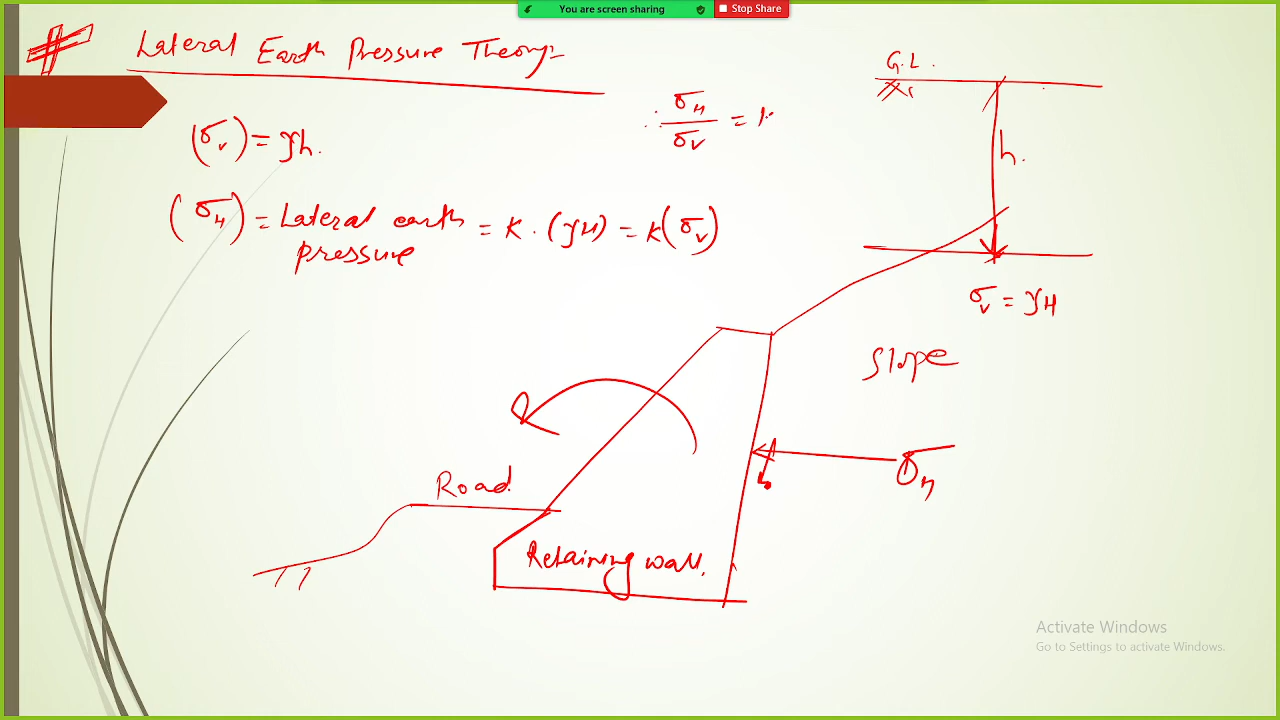 You are screen sharing
Stop Share
# Lateral Earth Pressure Theory:-
G.L.
(σv) = γh.
∴ σH/σv = K
h.
(σH) = Lateral earth pressure = K · (γH) = K(σv)
σv = γH
Slope
Road
σH
Retaining wall.
Activate Windows
Go to Settings to activate Windows.